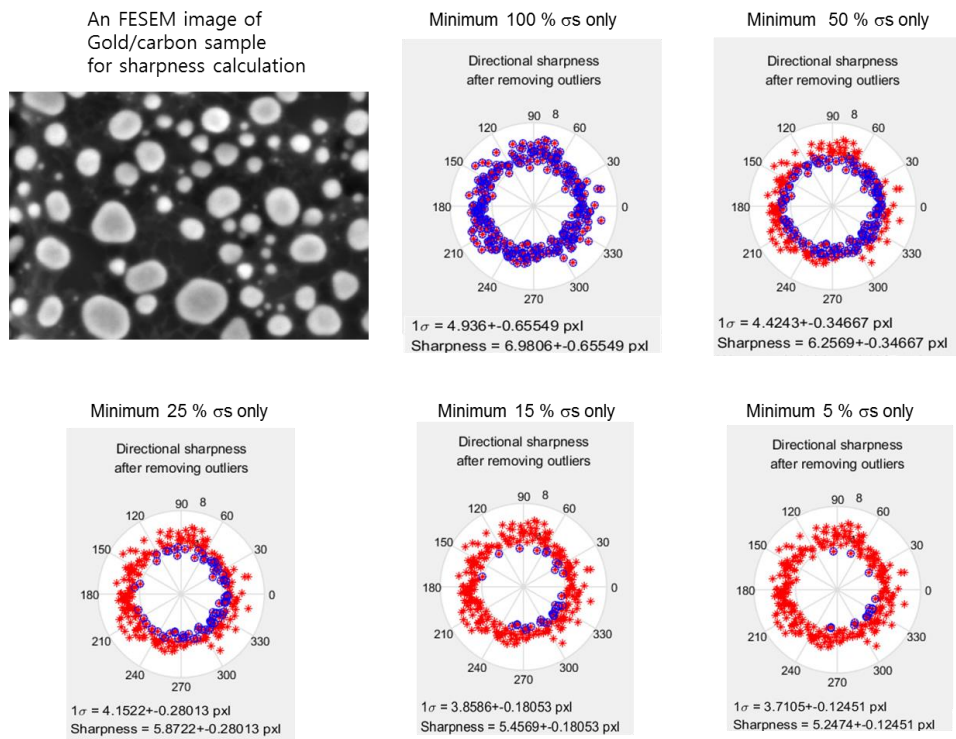 An FESEM image of
Gold/carbon sample
for sharpness calculation
Minimum 100 % σs only
Directional sharpness
after removing outliers
90 8
120 60
150 30
180 0
210 330
240 300
270
1σ = 4.936+-0.65549 pxl
Sharpness = 6.9806+-0.65549 pxl
Minimum 50 % σs only
Directional sharpness
after removing outliers
90 8
120 60
150 30
180 0
210 330
240 300
270
1σ = 4.4243+-0.34667 pxl
Sharpness = 6.2569+-0.34667 pxl
Minimum 25 % σs only
Directional sharpness
after removing outliers
90 8
120 60
150 30
180 0
210 330
240 300
270
1σ = 4.1522+-0.28013 pxl
Sharpness = 5.8722+-0.28013 pxl
Minimum 15 % σs only
Directional sharpness
after removing outliers
90 8
120 60
150 30
180 0
210 330
240 300
270
1σ = 3.8586+-0.18053 pxl
Sharpness = 5.4569+-0.18053 pxl
Minimum 5 % σs only
Directional sharpness
after removing outliers
90 8
120 60
150 30
180 0
210 330
240 300
270
1σ = 3.7105+-0.12451 pxl
Sharpness = 5.2474+-0.12451 pxl